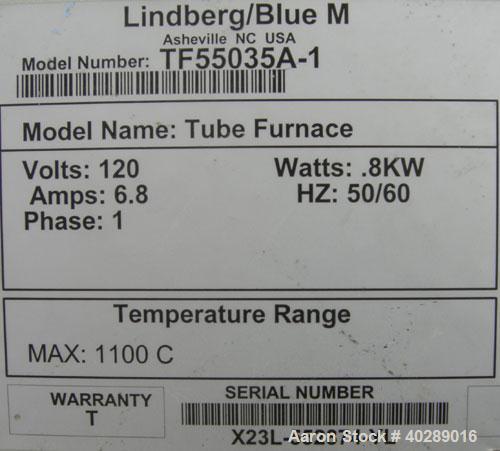 Lindberg/Blue M
Asheville NC USA
Model Number: TF55035A-1
Model Name: Tube Furnace
Volts: 120 Watts: .8KW
Amps: 6.8 HZ: 50/60
Phase: 1
Temperature Range
MAX: 1100 C
WARRANTY
T
SERIAL NUMBER
Aaron Stock # 40289016